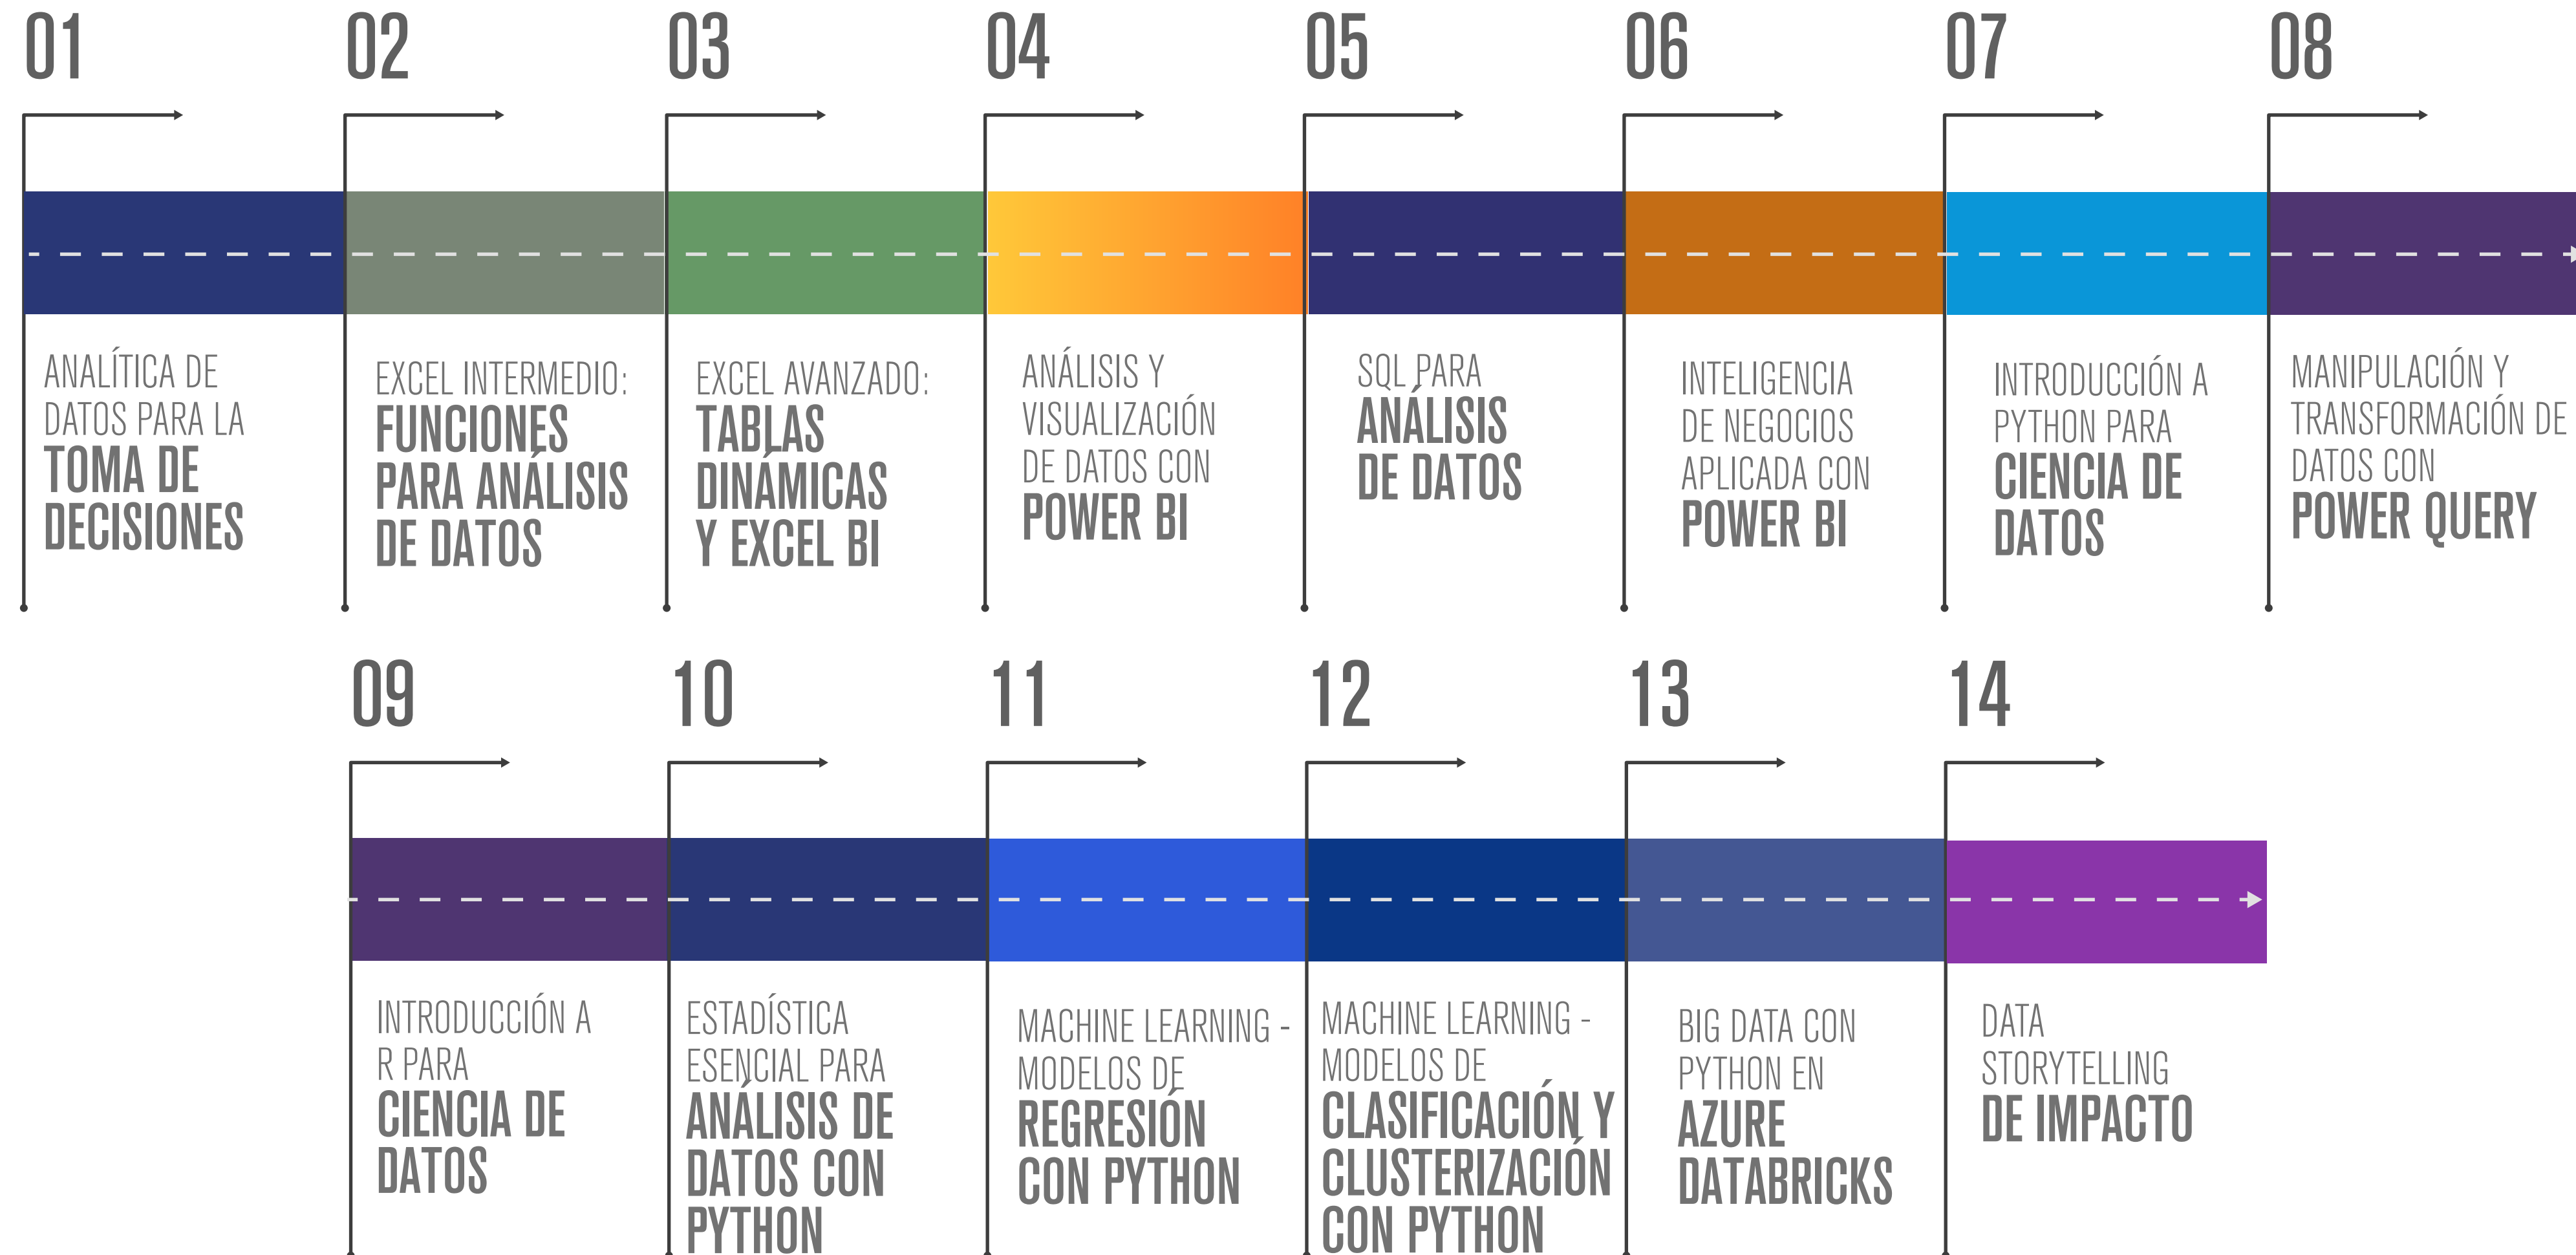 01
ANALÍTICA DE
DATOS PARA LA
TOMA DE
DECISIONES
02
EXCEL INTERMEDIO:
FUNCIONES
PARA ANÁLISIS
DE DATOS
03
EXCEL AVANZADO:
TABLAS
DINÁMICAS
Y EXCEL BI
04
ANÁLISIS Y
VISUALIZACIÓN
DE DATOS CON
POWER BI
05
SQL PARA
ANÁLISIS
DE DATOS
06
INTELIGENCIA
DE NEGOCIOS
APLICADA CON
POWER BI
07
INTRODUCCIÓN A
PYTHON PARA
CIENCIA DE
DATOS
08
MANIPULACIÓN Y
TRANSFORMACIÓN DE
DATOS CON
POWER QUERY
09
INTRODUCCIÓN A
R PARA
CIENCIA DE
DATOS
10
ESTADÍSTICA
ESENCIAL PARA
ANÁLISIS DE
DATOS CON
PYTHON
11
MACHINE LEARNING -
MODELOS DE
REGRESIÓN
CON PYTHON
12
MACHINE LEARNING -
MODELOS DE
CLASIFICACIÓN Y
CLUSTERIZACIÓN
CON PYTHON
13
BIG DATA CON
PYTHON EN
AZURE
DATABRICKS
14
DATA
STORYTELLING
DE IMPACTO